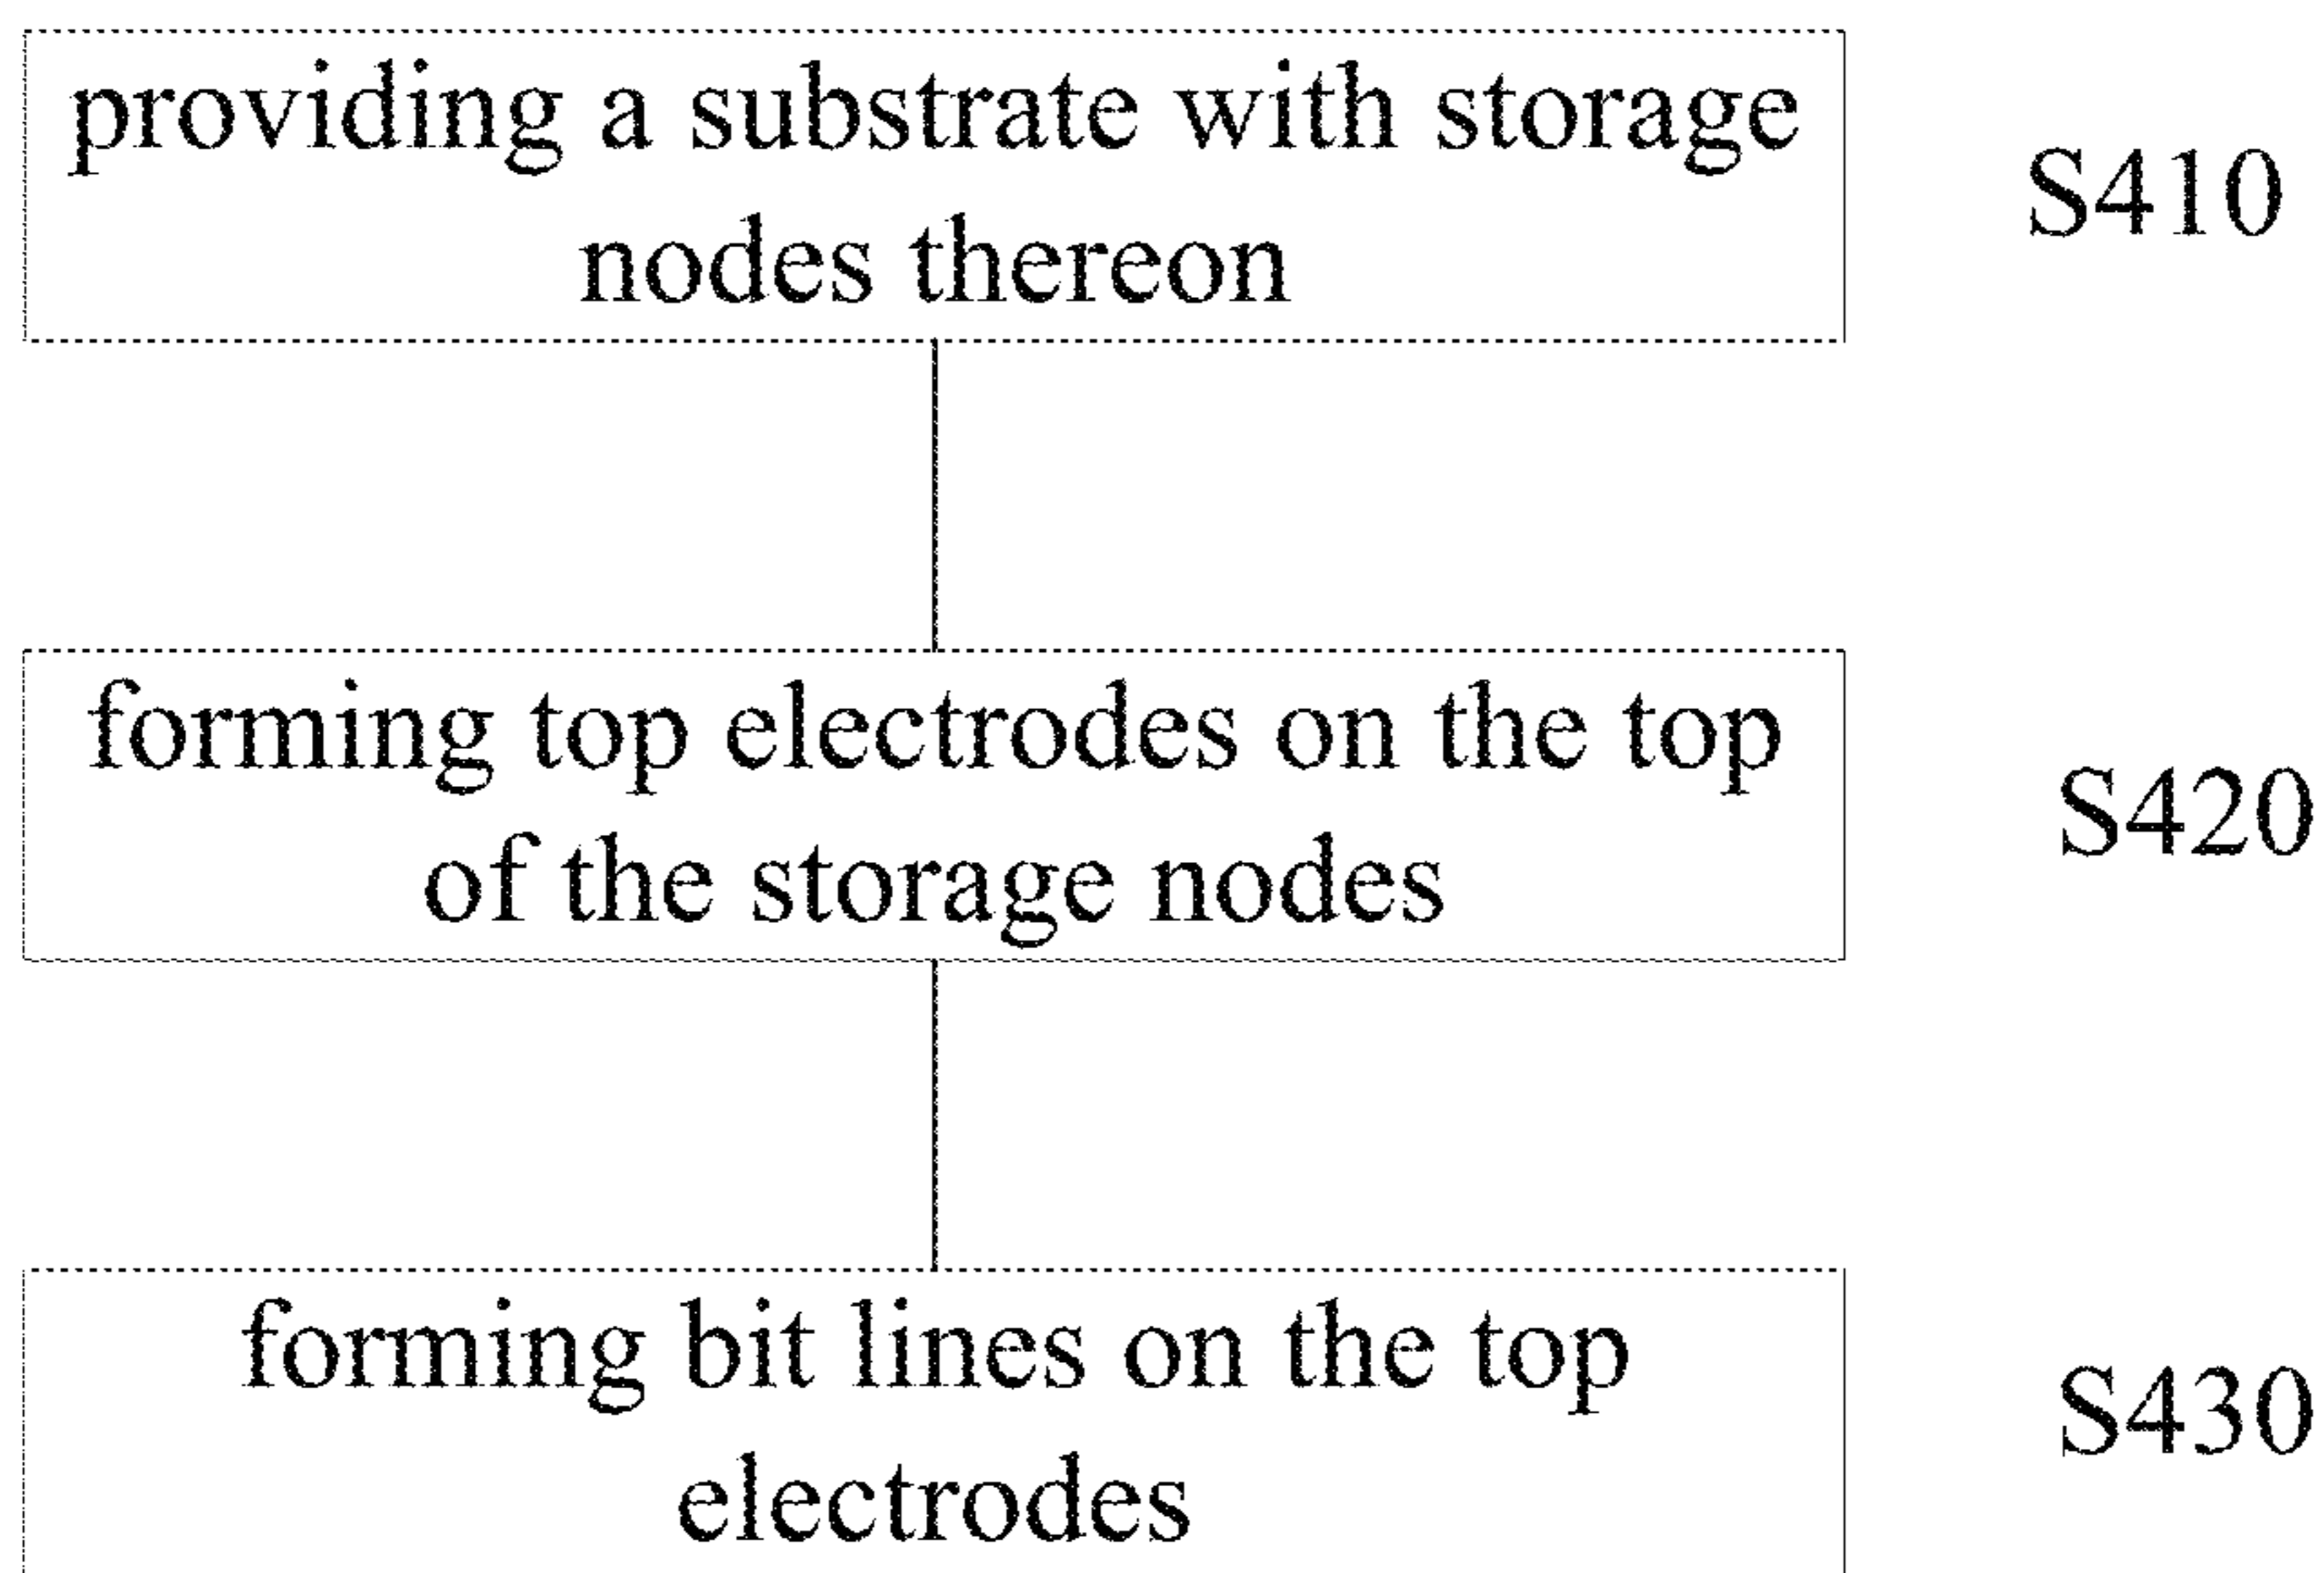 providing a substrate with storage
nodes thereon
S410
forming top electrodes on the top
of the storage nodes
S420
forming bit lines on the top
electrodes
S430